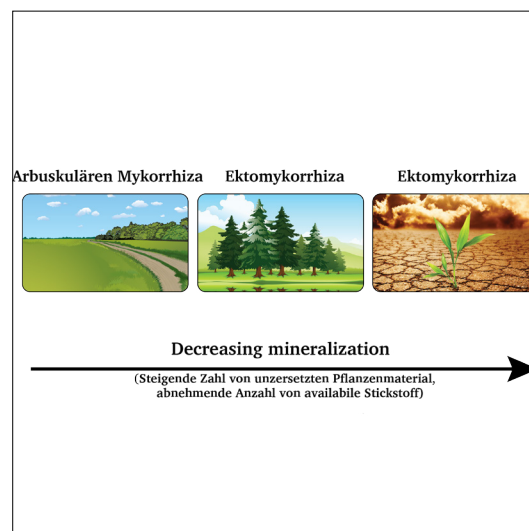 Arbuskulären Mykorrhiza
Ektomykorrhiza
Ektomykorrhiza
Decreasing mineralization
(Steigende Zahl von unzersetzten Pflanzenmaterial,
abnehmende Anzahl von availabile Stickstoff)